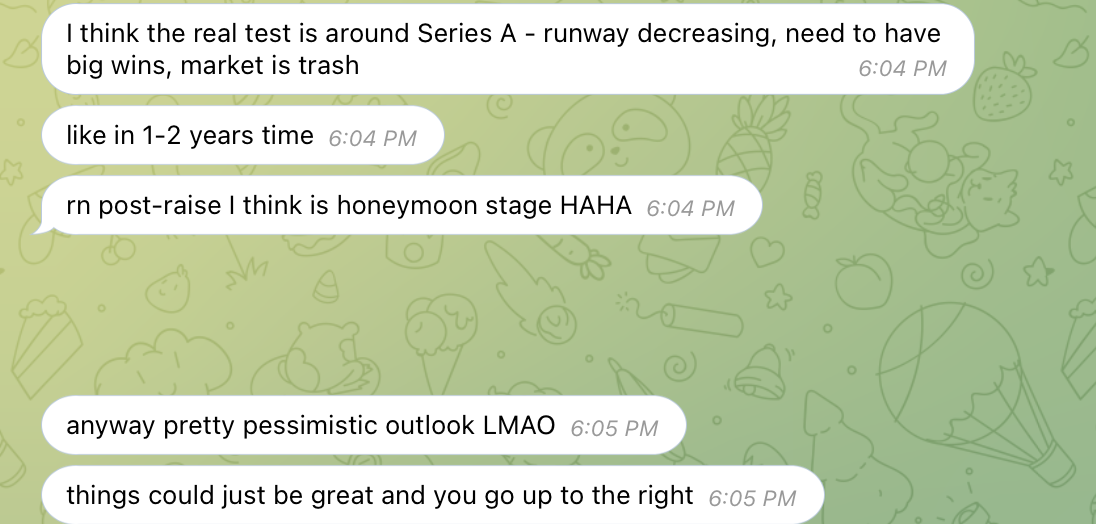 I think the real test is around Series A - runway decreasing, need to have
big wins, market is trash
6:04 PM
like in 1-2 years time 6:04 PM
rn post-raise I think is honeymoon stage HAHA 6:04 PM
anyway pretty pessimistic outlook LMAO 6:05 PM
things could just be great and you go up to the right 6:05 PM